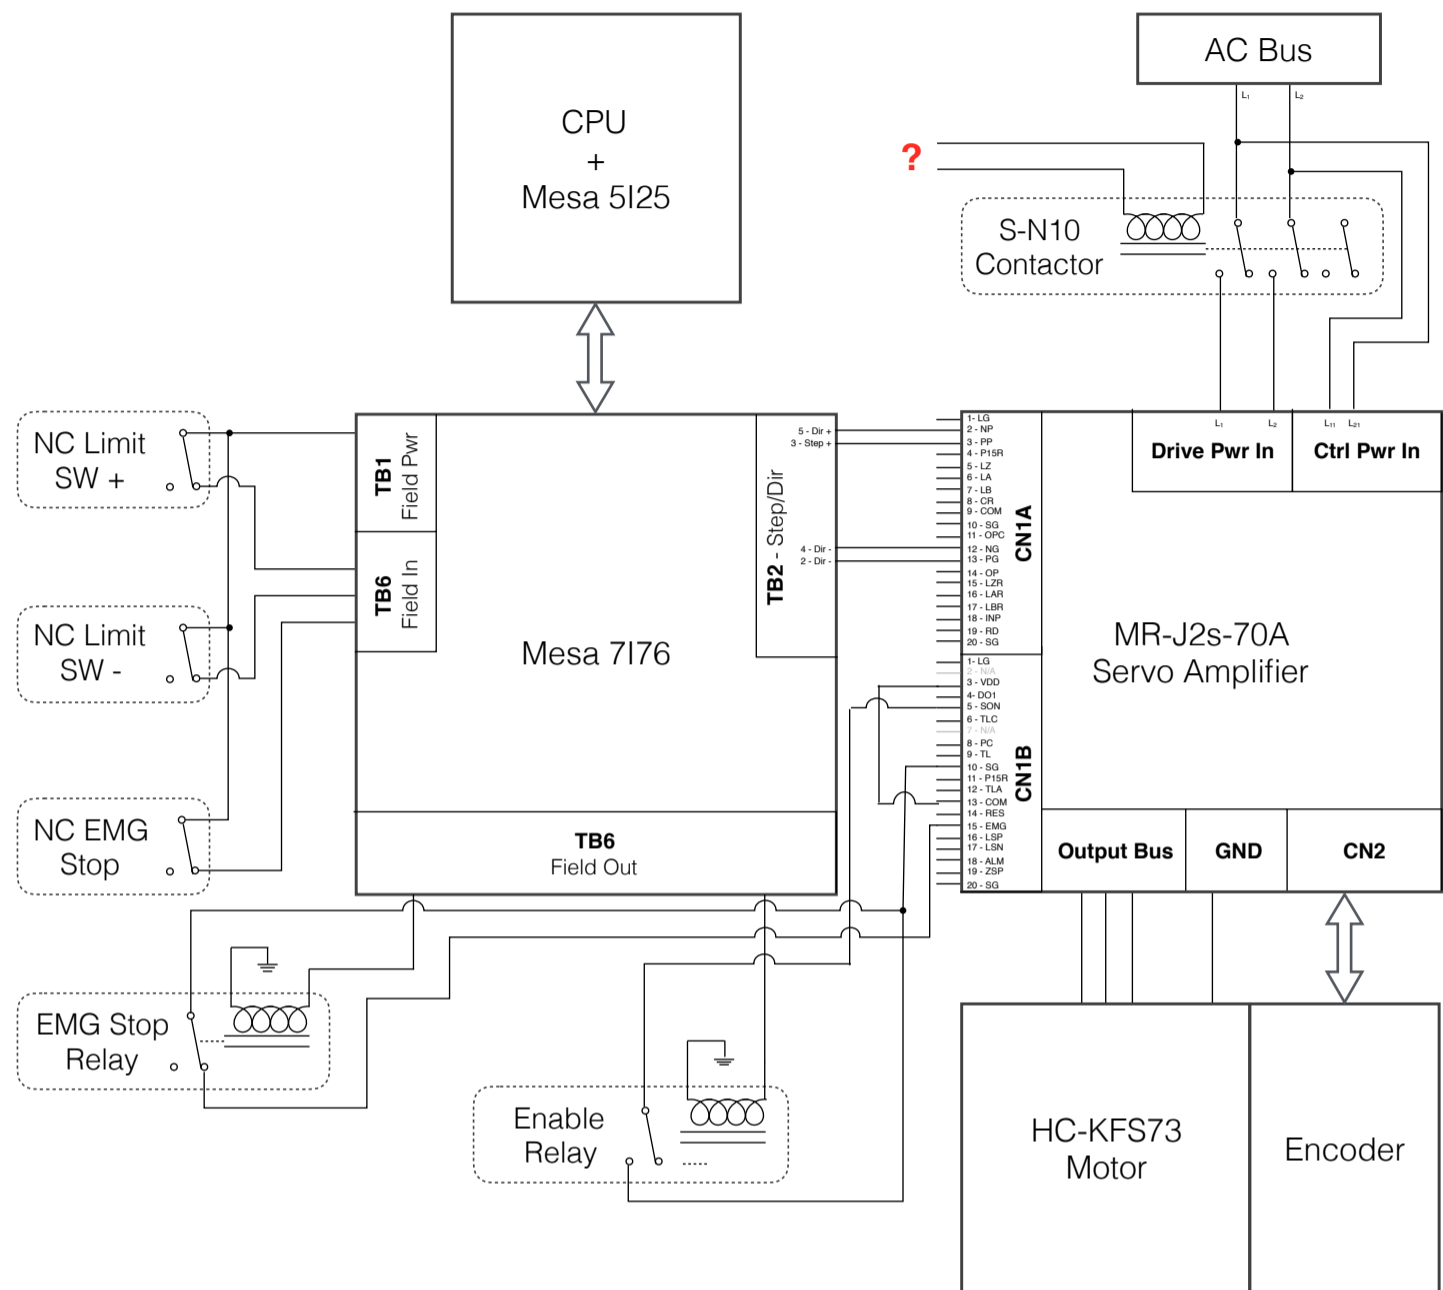 AC Bus
L₁
L₂
CPU
+
Mesa 5I25
?
S-N10
Contactor
NC Limit
SW +
TB1
Field Pwr
TB6
Field In
NC Limit
SW -
NC EMG
Stop
Mesa 7I76
TB2 - Step/Dir
5 - Dir +
3 - Step +
4 - Dir -
2 - Dir -
TB6
Field Out
1- LG
2 - NP
3 - PP
4 - P15R
5 - LZ
6 - LA
7 - LB
8 - CR
9 - COM
10 - SG
11 - OPC
12 - NG
13 - PG
14 - OP
15 - LZR
16 - LAR
17 - LBR
18 - INP
19 - RD
20 - SG
CN1A
1- LG
2 - N/A
3 - VDD
4- DO1
5 - SON
6 - TLC
7 - N/A
8 - PC
9 - TL
10 - SG
11 - P15R
12 - TLA
13 - COM
14 - RES
15 - EMG
16 - LSP
17 - LSN
18 - ALM
19 - ZSP
20 - SG
CN1B
L₁
L₂
L₁₁
L₂₁
Drive Pwr In
Ctrl Pwr In
MR-J2s-70A
Servo Amplifier
Output Bus
GND
CN2
EMG Stop
Relay
Enable
Relay
HC-KFS73
Motor
Encoder